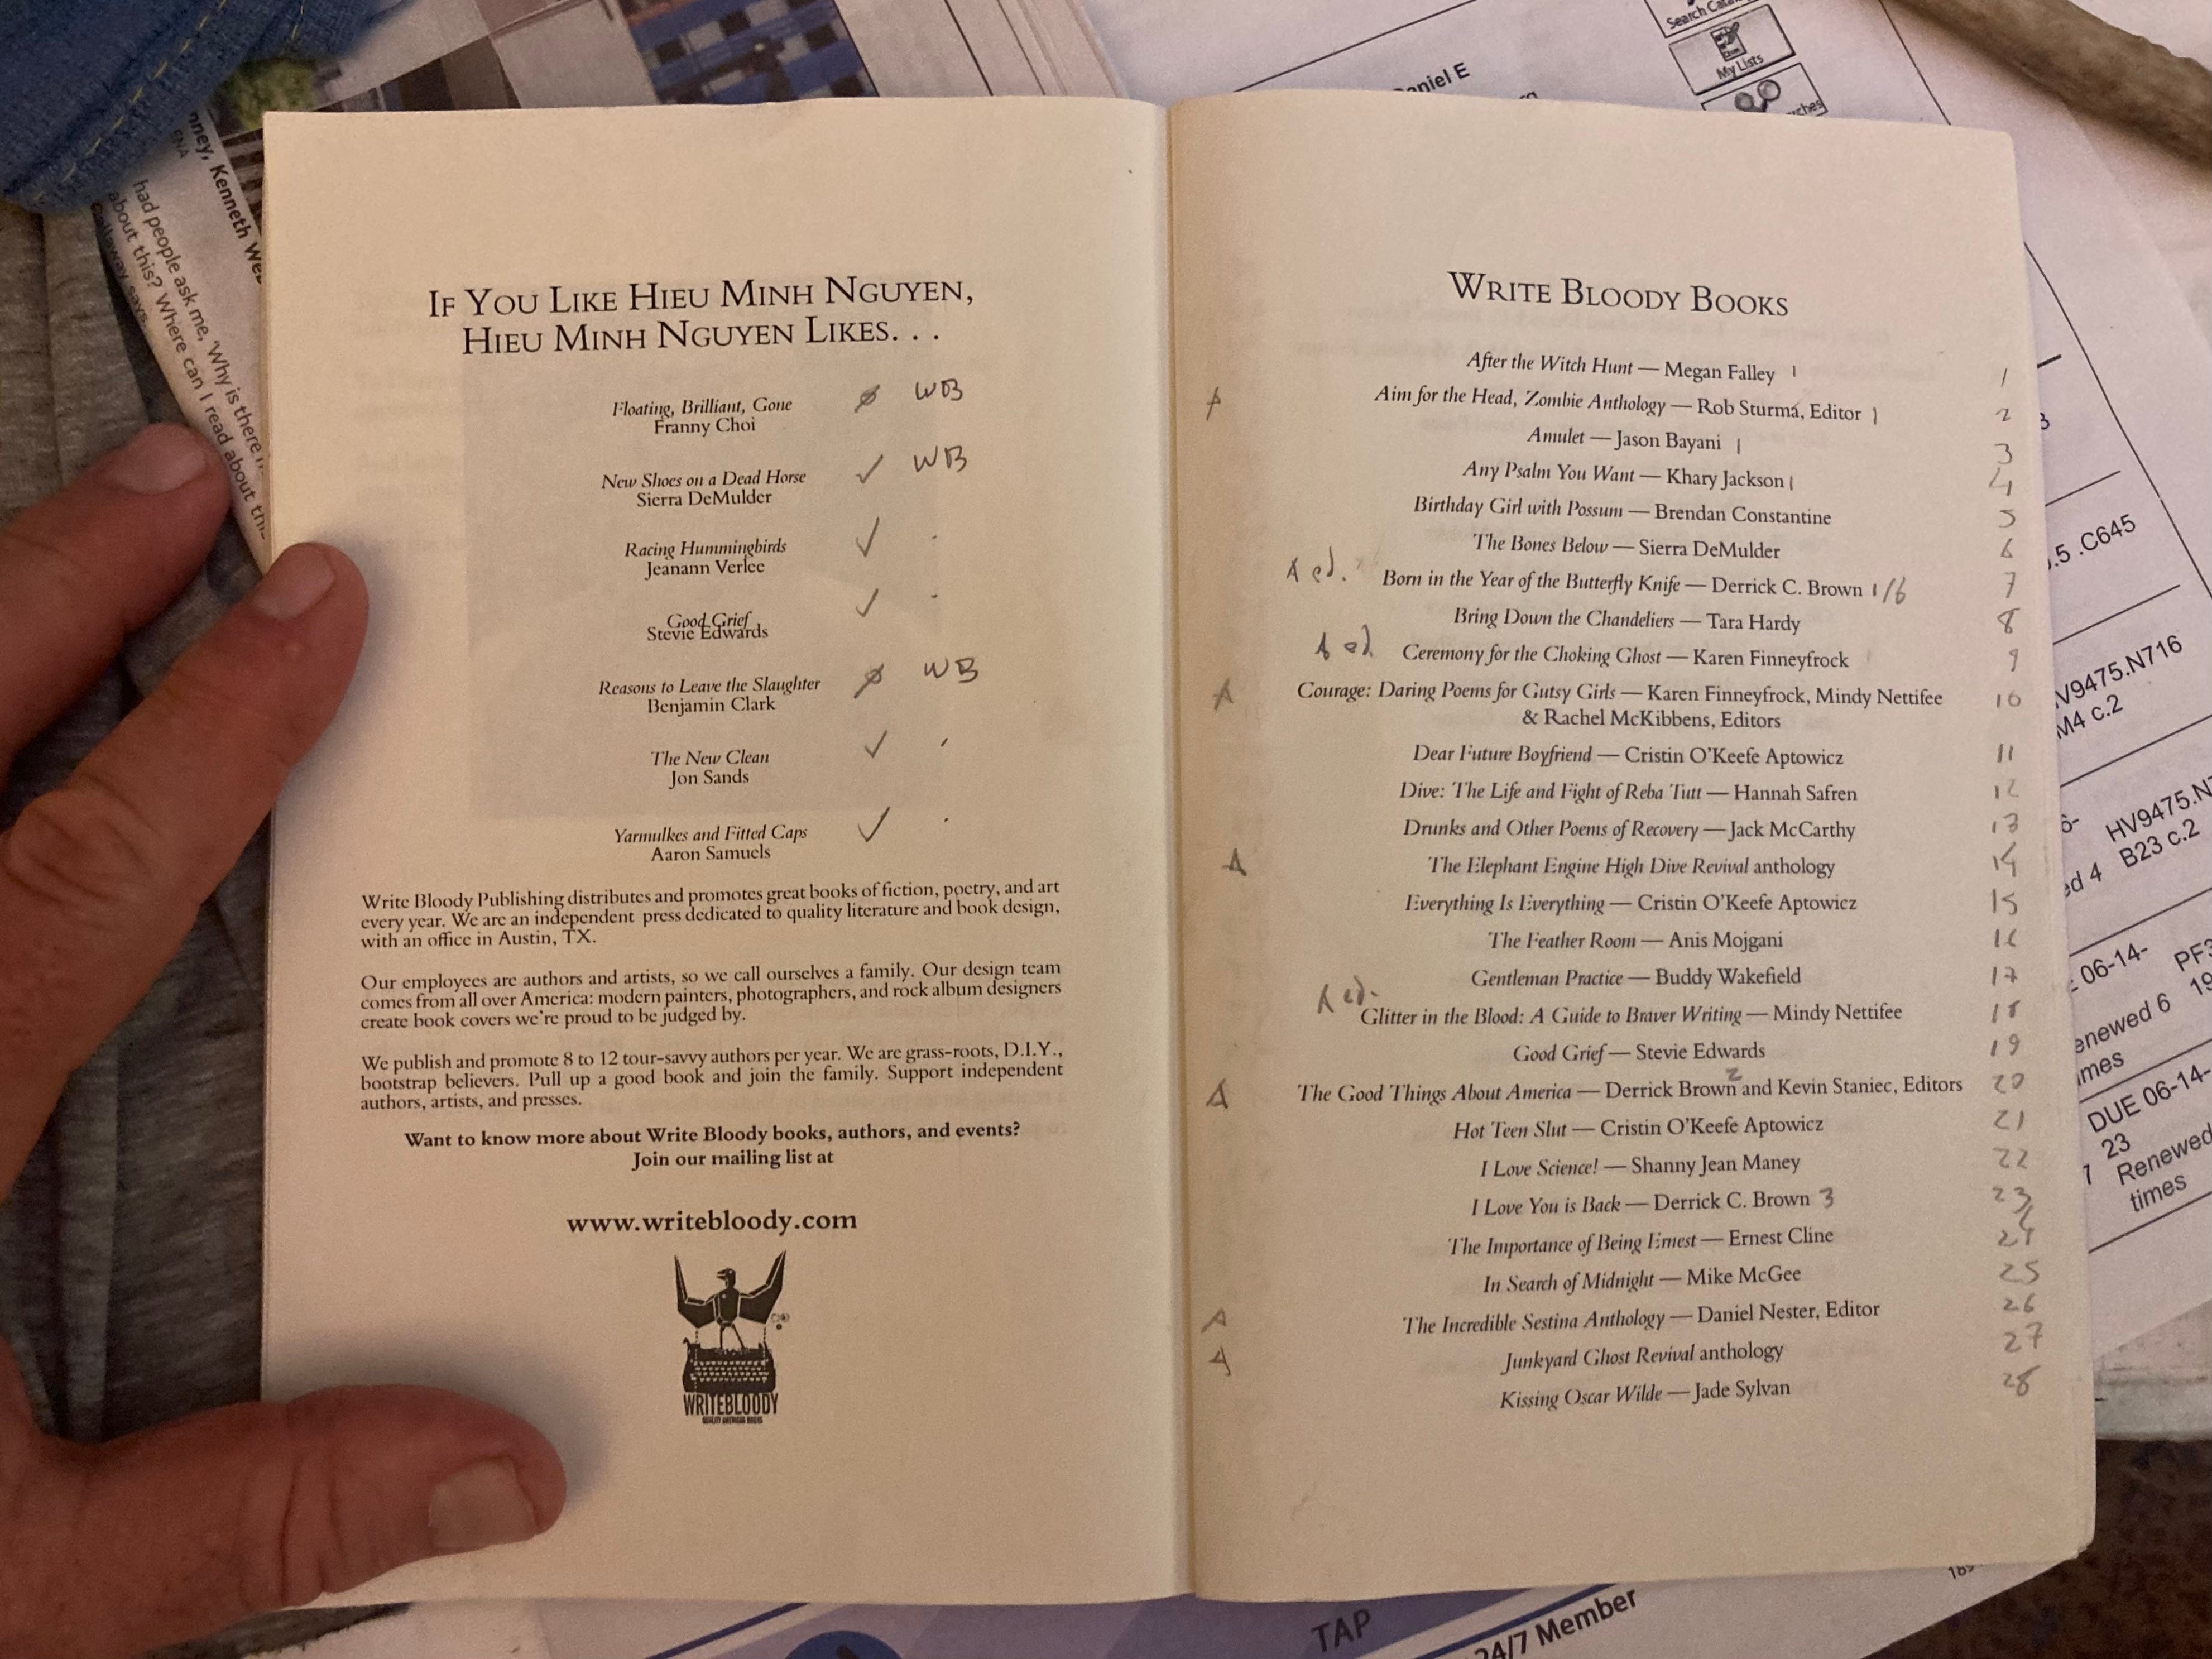 IF YOU LIKE HIEU MINH NGUYEN,
HIEU MINH NGUYEN LIKES. . .
Floating, Brilliant, Gone ø WB
Franny Choi
New Shoes on a Dead Horse ✓ WB
Sierra DeMulder
Racing Hummingbirds ✓
Jeanann Verlee
Good Grief ✓
Stevie Edwards
Reasons to Leave the Slaughter ø WB
Benjamin Clark
The New Clean ✓
Jon Sands
Yarmulkes and Fitted Caps ✓
Aaron Samuels
Write Bloody Publishing distributes and promotes great books of fiction, poetry, and art
every year. We are an independent press dedicated to quality literature and book design,
with an office in Austin, TX.
Our employees are authors and artists, so we call ourselves a family. Our design team
comes from all over America: modern painters, photographers, and rock album designers
create book covers we're proud to be judged by.
We publish and promote 8 to 12 tour-savvy authors per year. We are grass-roots, D.I.Y.,
bootstrap believers. Pull up a good book and join the family. Support independent
authors, artists, and presses.
Want to know more about Write Bloody books, authors, and events?
Join our mailing list at
www.writebloody.com
WRITEBLOODY
QUALITY AMERICAN BOOKS
WRITE BLOODY BOOKS
After the Witch Hunt — Megan Falley 1 1
A Aim for the Head, Zombie Anthology — Rob Sturma, Editor 1 2
Amulet — Jason Bayani 1 3
Any Psalm You Want — Khary Jackson 1 4
Birthday Girl with Possum — Brendan Constantine 5
The Bones Below — Sierra DeMulder 6
A ed. Born in the Year of the Butterfly Knife — Derrick C. Brown 1/6 7
Bring Down the Chandeliers — Tara Hardy 8
A ed Ceremony for the Choking Ghost — Karen Finneyfrock 9
A Courage: Daring Poems for Gutsy Girls — Karen Finneyfrock, Mindy Nettifee 10
& Rachel McKibbens, Editors
Dear Future Boyfriend — Cristin O'Keefe Aptowicz 11
Dive: The Life and Fight of Reba Tutt — Hannah Safren 12
Drunks and Other Poems of Recovery — Jack McCarthy 13
A The Elephant Engine High Dive Revival anthology 14
Everything Is Everything — Cristin O'Keefe Aptowicz 15
The Feather Room — Anis Mojgani 16
Gentleman Practice — Buddy Wakefield 17
A ed. Glitter in the Blood: A Guide to Braver Writing — Mindy Nettifee 18
Good Grief — Stevie Edwards 19
A The Good Things About America — Derrick Brown 2 and Kevin Staniec, Editors 20
Hot Teen Slut — Cristin O'Keefe Aptowicz 21
I Love Science! — Shanny Jean Maney 22
I Love You is Back — Derrick C. Brown 3 23
The Importance of Being Ernest — Ernest Cline 24
In Search of Midnight — Mike McGee 25
A The Incredible Sestina Anthology — Daniel Nester, Editor 26
A Junkyard Ghost Revival anthology 27
Kissing Oscar Wilde — Jade Sylvan 28
Kenneth
had people ask me, 'Why is there
about this? Where can I read about
says.
My Lists
.5 .C645
HV9475.N716
M4 c.2
B23 c.2
06-14-
Renewed 6
DUE 06-14-
23
Renewed
times
TAP
24/7 Member